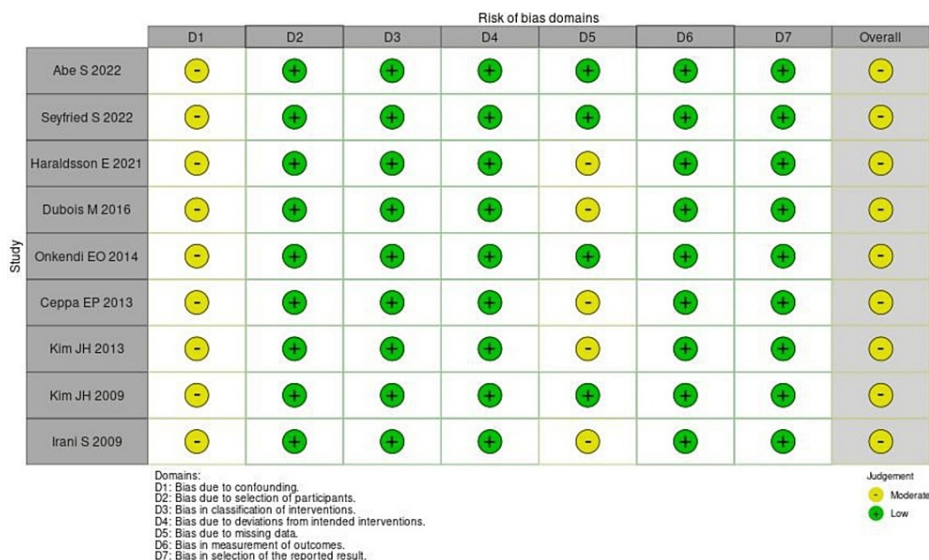 Risk of bias domains
D1 D2 D3 D4 D5 D6 D7 Overall
Study
Abe S 2022 - + + + + + + -
Seyfried S 2022 - + + + + + + -
Haraldsson E 2021 - + + + - + + -
Dubois M 2016 - + + + - + + -
Onkendi EO 2014 - + + + + + + -
Ceppa EP 2013 - + + + - + + -
Kim JH 2013 - + + + - + + -
Kim JH 2009 - + + + + + + -
Irani S 2009 - + + + - + + -
Domains:
D1: Bias due to confounding.
D2: Bias due to selection of participants.
D3: Bias in classification of interventions.
D4: Bias due to deviations from intended interventions.
D5: Bias due to missing data.
D6: Bias in measurement of outcomes.
D7: Bias in selection of the reported result.
Judgement
- Moderate
+ Low